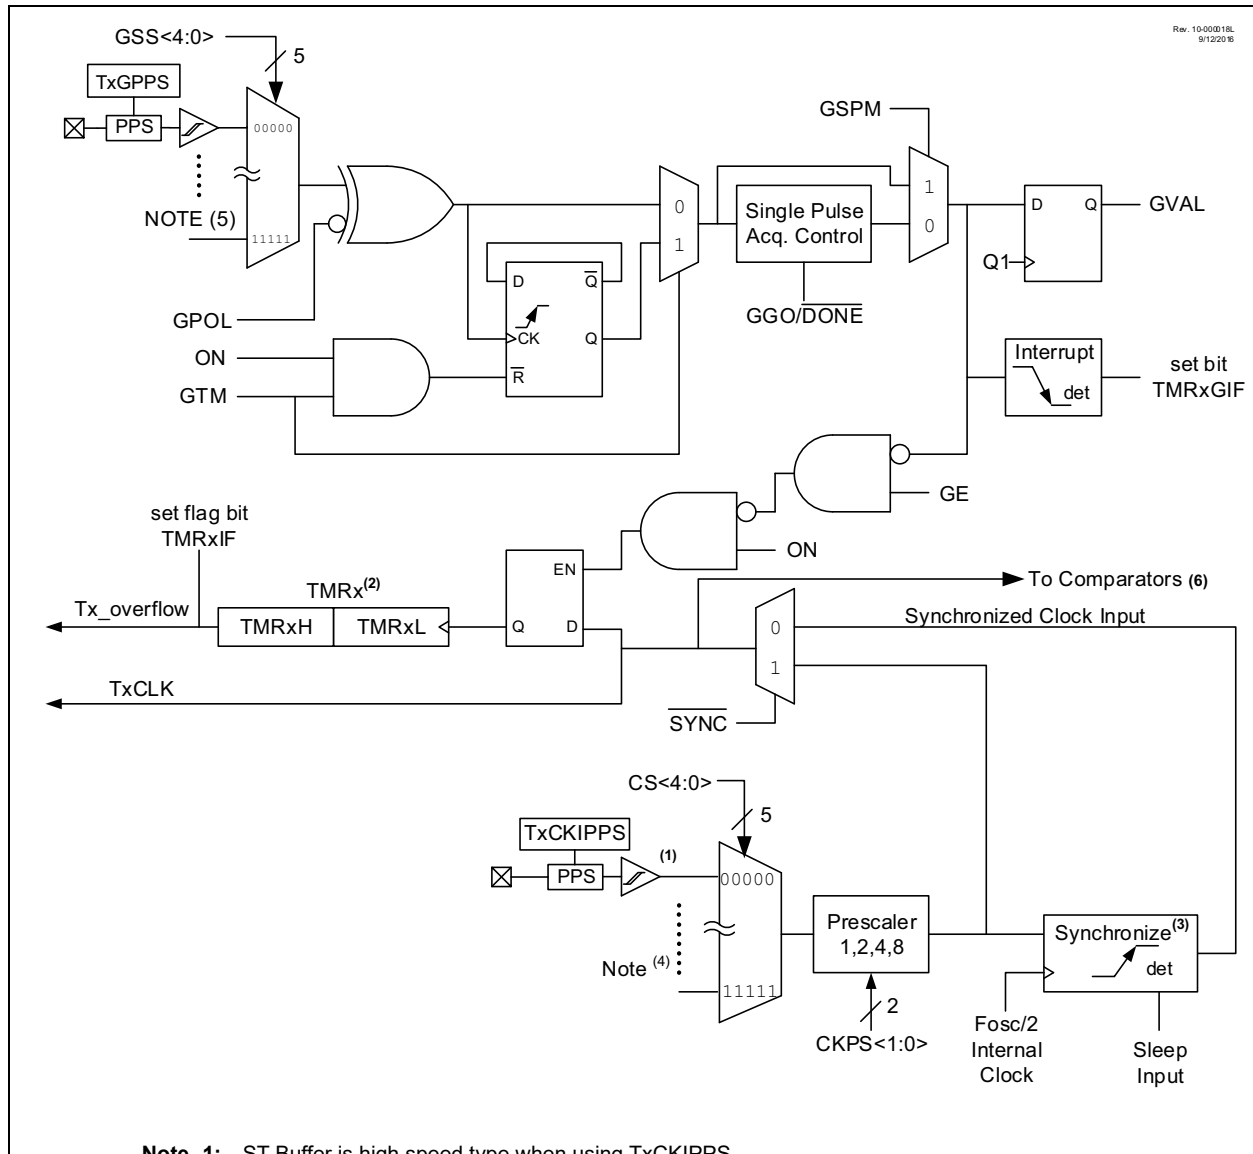 Rev. 10-000018L
9/12/2016
GSS<4:0>
5
TxGPPS
PPS
00000
NOTE (5)
11111
GPOL
ON
GTM
D
Q
CK
Q
R
0
1
Single Pulse
Acq. Control
GGO/DONE
GSPM
1
0
D
Q
Q1
GVAL
Interrupt
det
set bit
TMRxGIF
GE
ON
set flag bit
TMRxIF
Tx_overflow
TMRx(2)
TMRxH
TMRxL
EN
Q
D
TxCLK
To Comparators (6)
0
1
Synchronized Clock Input
SYNC
CS<4:0>
5
TxCKIPPS
PPS
(1)
00000
Note (4)
11111
Prescaler
1,2,4,8
2
CKPS<1:0>
Synchronize(3)
det
Fosc/2
Internal
Clock
Sleep
Input
Note 1: ST Buffer is high speed type when using TxCKIPPS